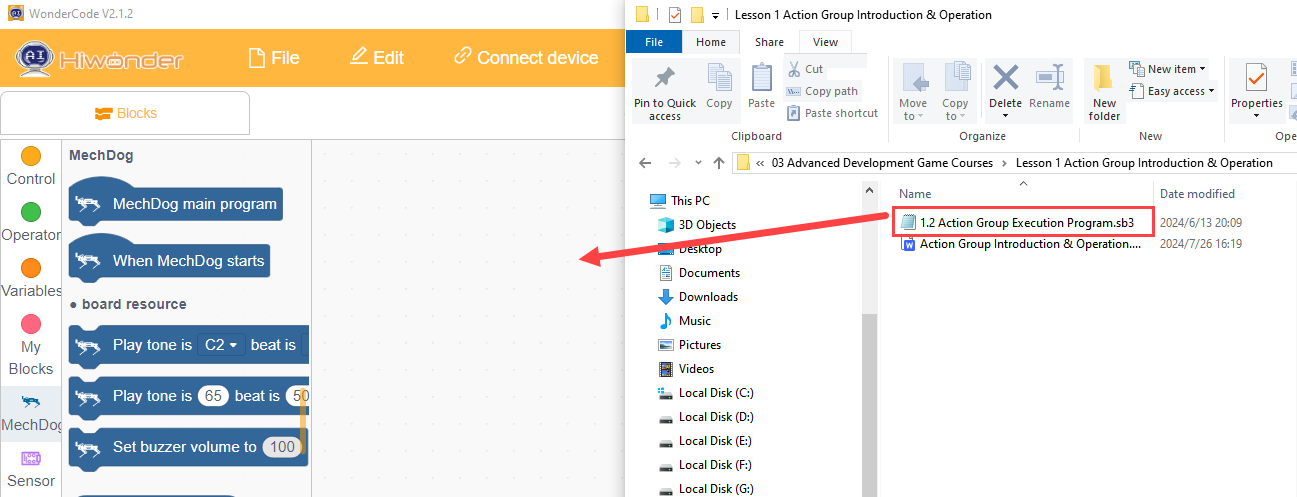 WonderCode V2.1.2
AI Hiwonder
File
Edit
Connect device
Blocks
Control
Operator
Variables
My
Blocks
MechDog
Sensor
MechDog
MechDog main program
When MechDog starts
● board resource
Play tone is C2 beat is
Play tone is 65 beat is 50
Set buzzer volume to 100
Lesson 1 Action Group Introduction & Operation
File
Home
Share
View
Pin to Quick
access
Copy
Paste
Cut
Copy path
Paste shortcut
Clipboard
Move
to
Copy
to
Delete
Rename
Organize
New
folder
New item
Easy access
New
Properties
Ope
« 03 Advanced Development Game Courses > Lesson 1 Action Group Introduction & Operation
This PC
3D Objects
Desktop
Documents
Downloads
Music
Pictures
Videos
Local Disk (C:)
Local Disk (D:)
Local Disk (E:)
Local Disk (F:)
Local Disk (G:)
Name
Date modified
1.2 Action Group Execution Program.sb3
2024/6/13 20:09
Action Group Introduction & Operation....
2024/7/26 16:19